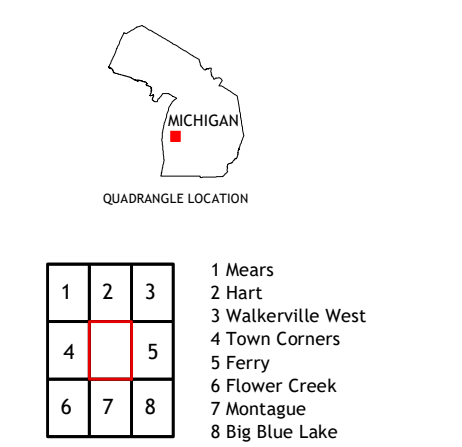 MICHIGAN
QUADRANGLE LOCATION
1 2 3
4 5
6 7 8
1 Mears
2 Hart
3 Walkerville West
4 Town Corners
5 Ferry
6 Flower Creek
7 Montague
8 Big Blue Lake